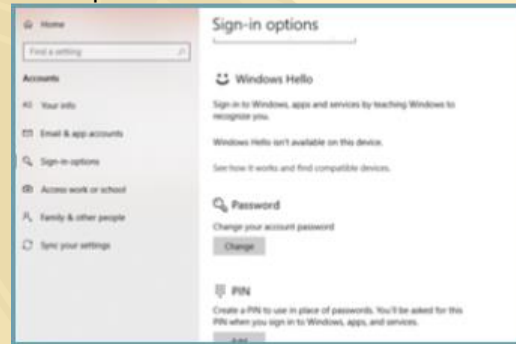 Home
Find a setting
Accounts
Your info
Email & app accounts
Sign-in options
Access work or school
Family & other people
Sync your settings
Sign-in options
Windows Hello
Sign in to Windows, apps and services by teaching Windows to
recognize you.
Windows Hello isn't available on this device.
See how it works and find compatible devices.
Password
Change your account password
Change
PIN
Create a PIN to use in place of passwords. You'll be asked for this
PIN when you sign in to Windows, apps, and services.
Add